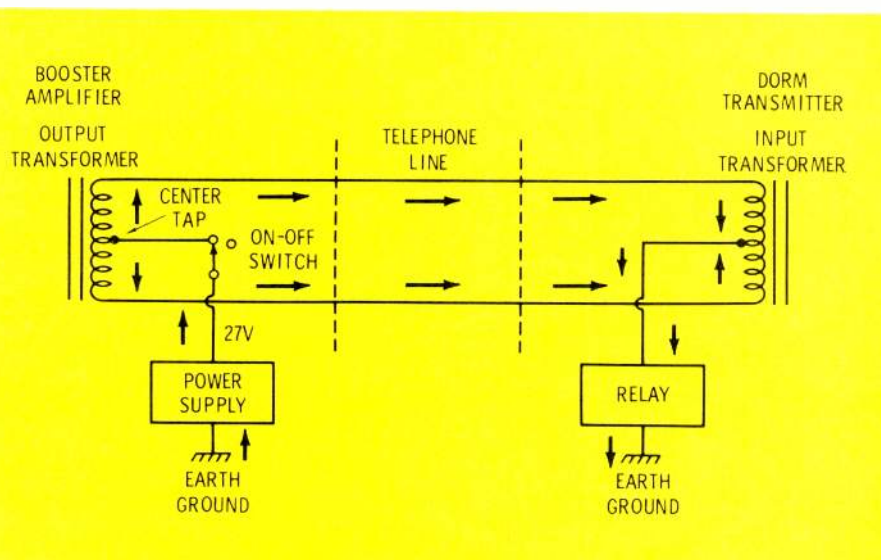 BOOSTER
AMPLIFIER
OUTPUT
TRANSFORMER
CENTER
TAP
ON-OFF
SWITCH
27V
POWER
SUPPLY
EARTH
GROUND
TELEPHONE
LINE
DORM
TRANSMITTER
INPUT
TRANSFORMER
RELAY
EARTH
GROUND